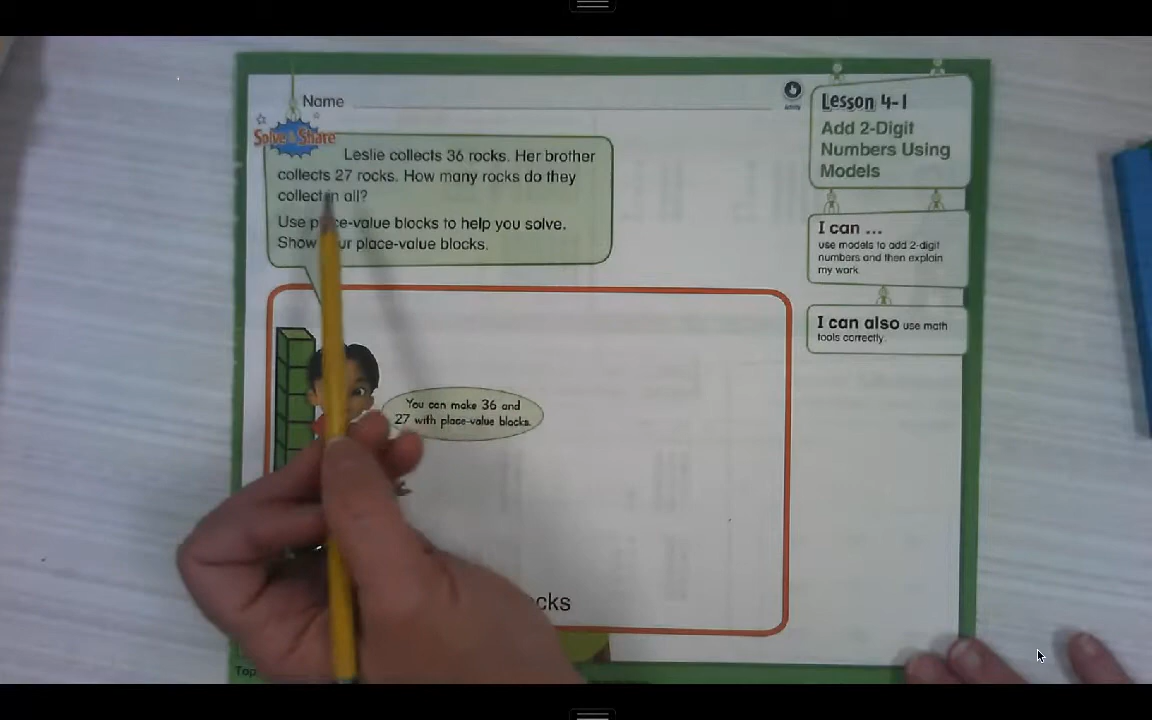 Name
Solve & Share
Leslie collects 36 rocks. Her brother
collects 27 rocks. How many rocks do they
collect in all?
Use place-value blocks to help you solve.
Show your place-value blocks.
You can make 36 and
27 with place-value blocks.
Lesson 4-1
Add 2-Digit
Numbers Using
Models
I can ...
use models to add 2-digit
numbers and then explain
my work.
I can also use math
tools correctly.
Top